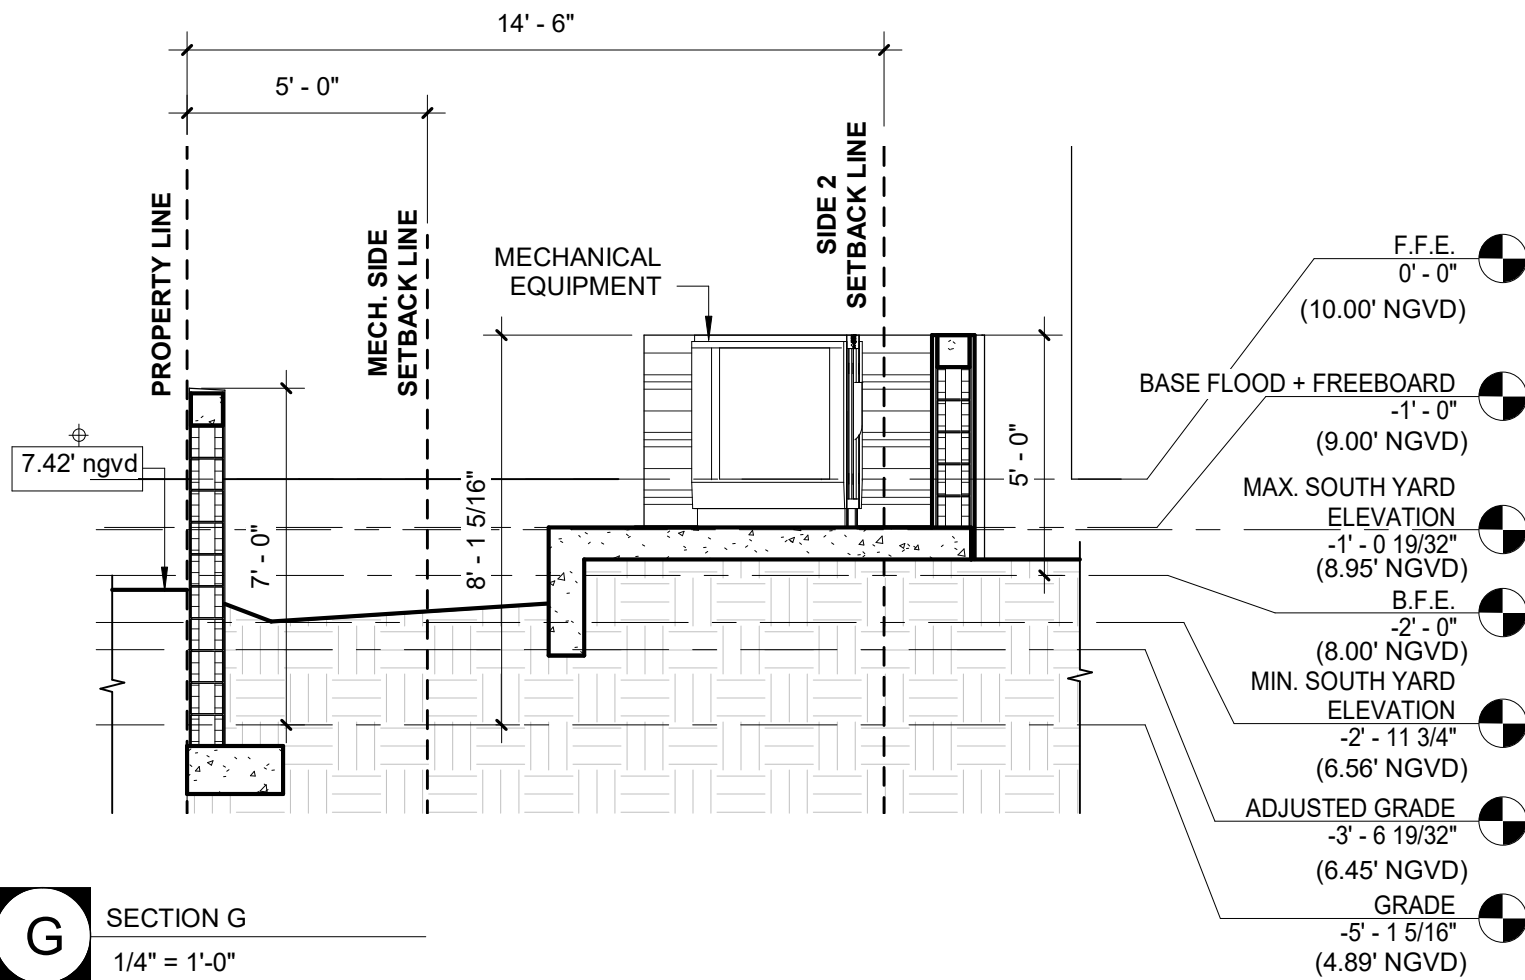 14' - 6"
5' - 0"
PROPERTY LINE
MECH. SIDE
SETBACK LINE
MECHANICAL
EQUIPMENT
SIDE 2
SETBACK LINE
7.42' ngvd
7' - 0"
8' - 1 5/16"
5' - 0"
F.F.E.
0' - 0"
(10.00' NGVD)
BASE FLOOD + FREEBOARD
-1' - 0"
(9.00' NGVD)
MAX. SOUTH YARD
ELEVATION
-1' - 0 19/32"
(8.95' NGVD)
B.F.E.
-2' - 0"
(8.00' NGVD)
MIN. SOUTH YARD
ELEVATION
-2' - 11 3/4"
(6.56' NGVD)
ADJUSTED GRADE
-3' - 6 19/32"
(6.45' NGVD)
GRADE
-5' - 1 5/16"
(4.89' NGVD)
G
SECTION G
1/4" = 1'-0"